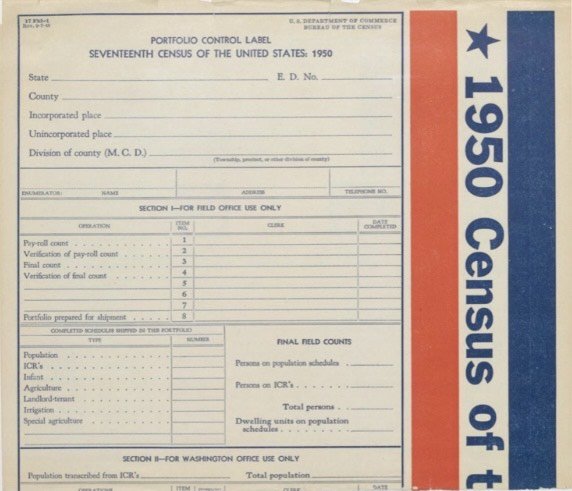 U. S. DEPARTMENT OF COMMERCE
BUREAU OF THE CENSUS
PORTFOLIO CONTROL LABEL
SEVENTEENTH CENSUS OF THE UNITED STATES: 1950
State E. D. No.
County
Incorporated place
Unincorporated place
Division of county (M. C. D.)
(Township, precinct, or other division of county)
ENUMERATOR: NAME ADDRESS TELEPHONE NO.
SECTION I—FOR FIELD OFFICE USE ONLY
OPERATION ITEM NO. CLERK DATE COMPLETED
Pay-roll count 1
Verification of pay-roll count 2
Final count 3
Verification of final count 4
5
6
7
Portfolio prepared for shipment 8
COMPLETED SCHEDULES SHIPPED IN THIS PORTFOLIO
TYPE NUMBER
Population
ICR's
Infant
Agriculture
Landlord-tenant
Irrigation
Special agriculture
FINAL FIELD COUNTS
Persons on population schedules
Persons on ICR's
Total persons
Dwelling units on population
schedules
SECTION II—FOR WASHINGTON OFFICE USE ONLY
Population transcribed from ICR's Total population
OPERATIONS ITEM CLERK DATE
★ 1950 Census of t